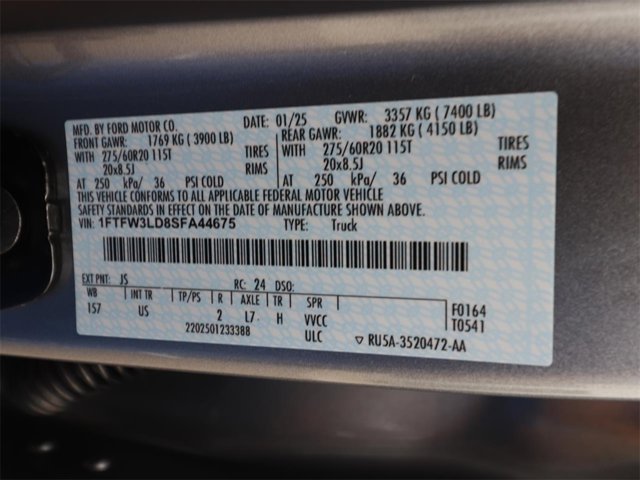 MFD. BY FORD MOTOR CO. DATE: 01/25 GVWR: 3357 KG ( 7400 LB)
FRONT GAWR: 1769 KG ( 3900 LB) REAR GAWR: 1882 KG ( 4150 LB)
WITH 275/60R20 115T TIRES WITH 275/60R20 115T TIRES
20x8.5J RIMS 20x8.5J RIMS
AT 250 kPa/ 36 PSI COLD AT 250 kPa/ 36 PSI COLD
THIS VEHICLE CONFORMS TO ALL APPLICABLE FEDERAL MOTOR VEHICLE
SAFETY STANDARDS IN EFFECT ON THE DATE OF MANUFACTURE SHOWN ABOVE.
VIN: 1FTFW3LD8SFA44675 TYPE: Truck
EXT PNT: JS RC: 24 DSO:
WB INT TR TP/PS R AXLE TR SPR F0164
157 US 2 L7 H VVCC T0541
2202501233388 ULC ▽ RU5A-3520472-AA